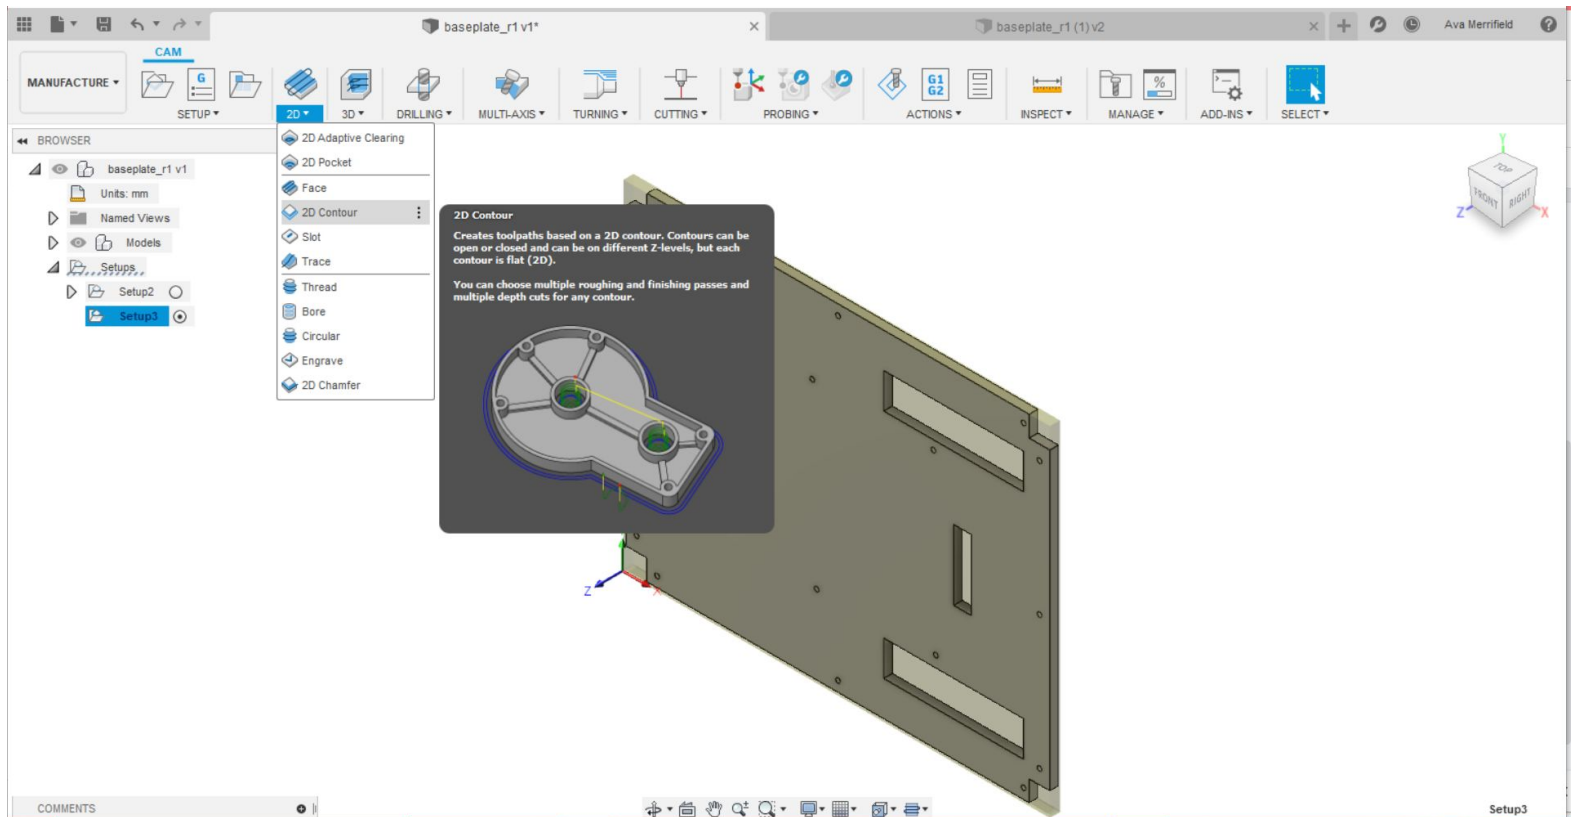 baseplate_r1 v1*
baseplate_r1 (1) v2
Ava Merrifield
CAM
MANUFACTURE
G
G1
G2
%
SETUP
2D
3D
DRILLING
MULTI-AXIS
TURNING
CUTTING
PROBING
ACTIONS
INSPECT
MANAGE
ADD-INS
SELECT
BROWSER
baseplate_r1 v1
Units: mm
Named Views
Models
Setups
Setup2
Setup3
2D Adaptive Clearing
2D Pocket
Face
2D Contour
Slot
Trace
Thread
Bore
Circular
Engrave
2D Chamfer
2D Contour
Creates toolpaths based on a 2D contour. Contours can be
open or closed and can be on different Z-levels, but each
contour is flat (2D).
You can choose multiple roughing and finishing passes and
multiple depth cuts for any contour.
Y
TOP
FRONT
RIGHT
Z
X
Z
X
COMMENTS
Setup3